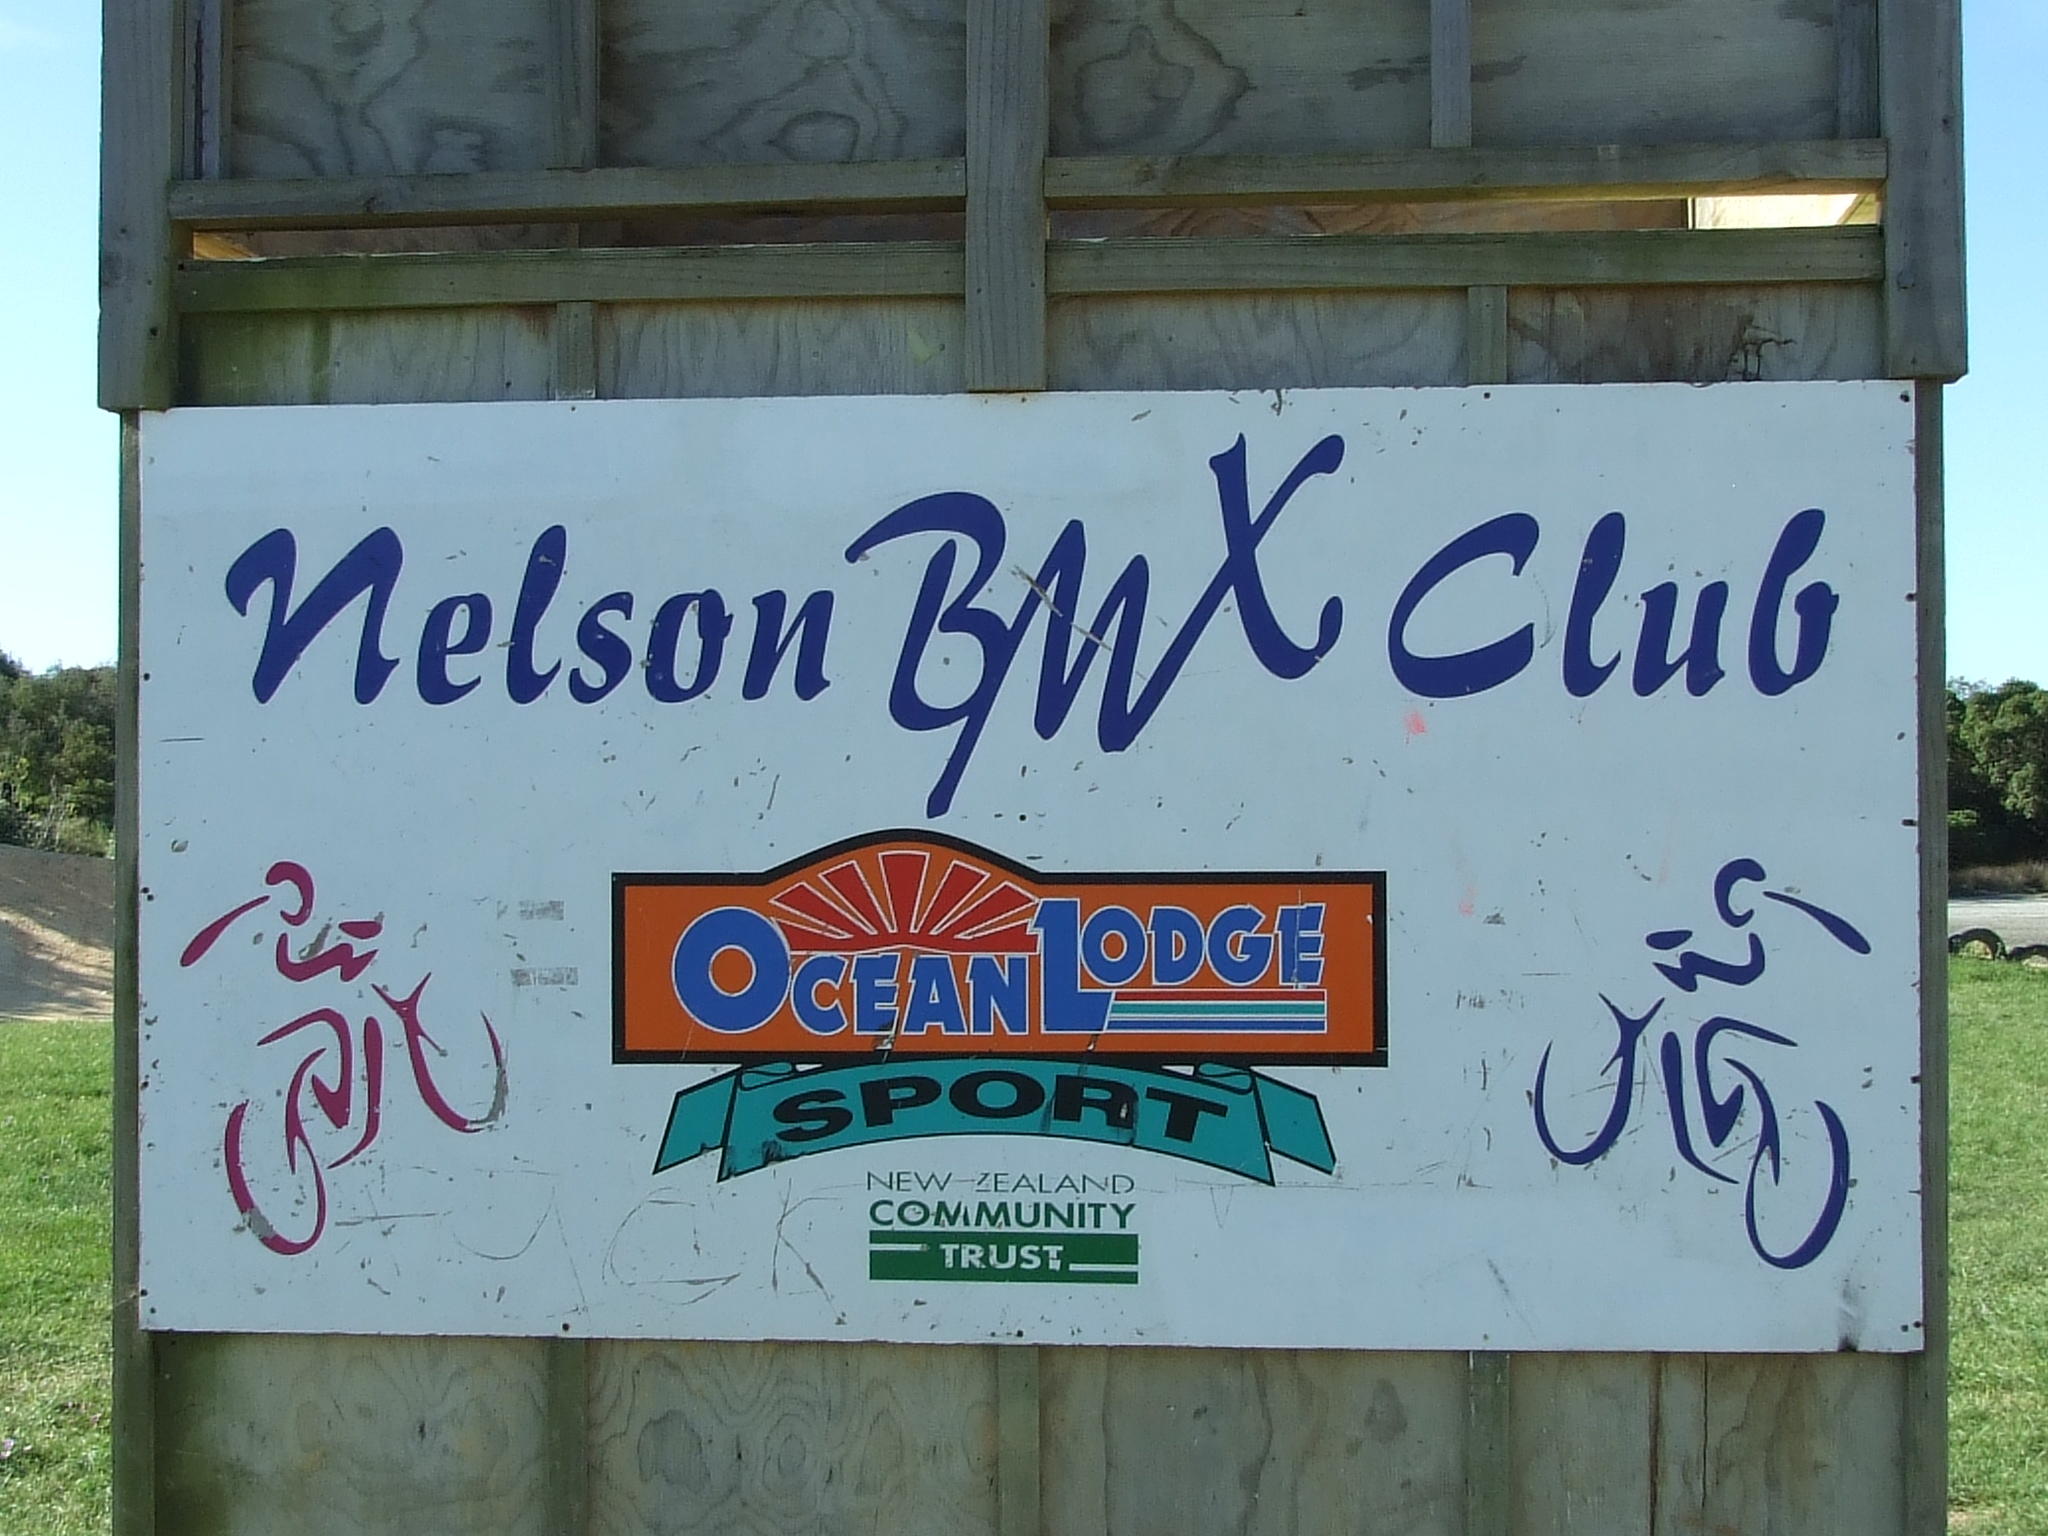 Nelson BMX Club
OCEAN LODGE
SPORT
NEW ZEALAND
COMMUNITY
TRUST